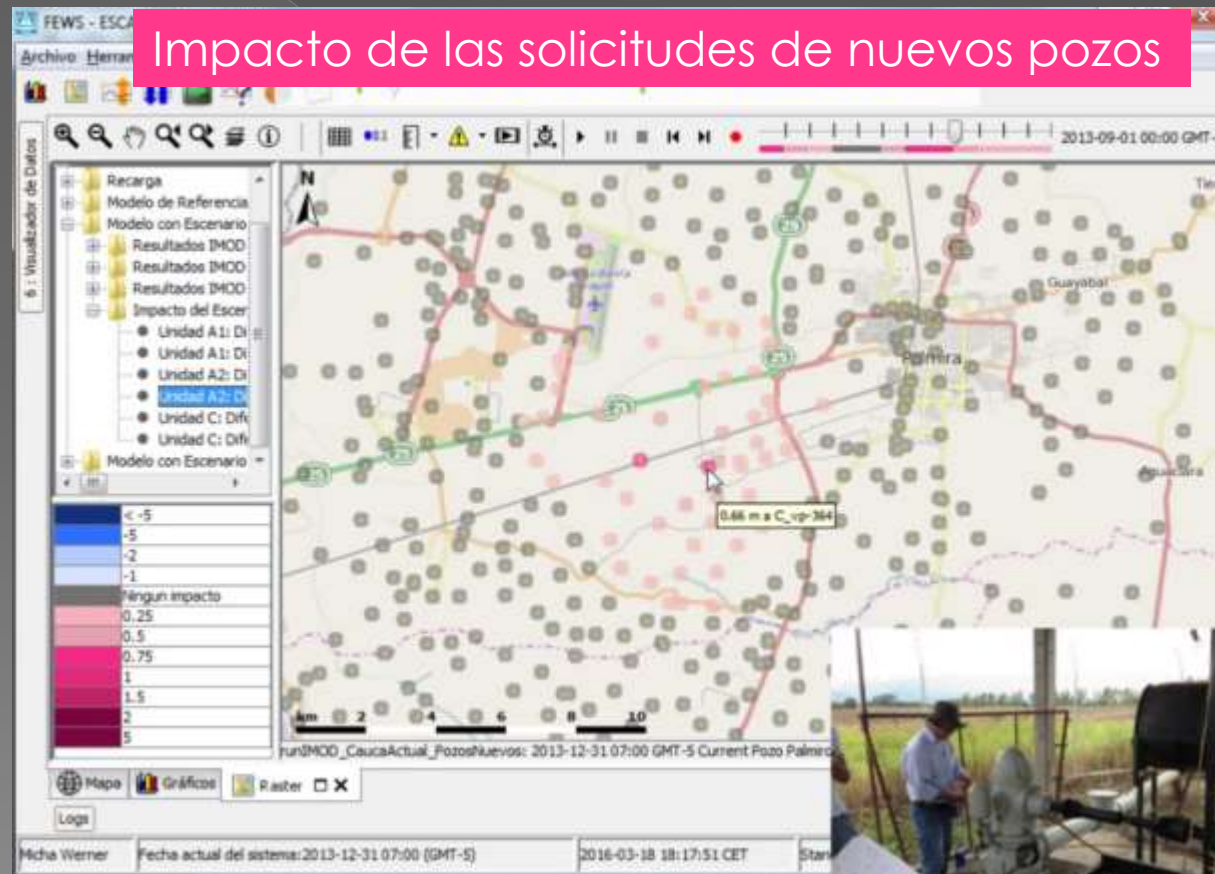 FEWS - ESCA
Impacto de las solicitudes de nuevos pozos
Archivo Herran
2013-09-01 00:00 GMT-
6 : Visualizador de Datos
Recarga
Modelo de Referencia
Modelo con Escenario
Resultados IMOD
Resultados IMOD
Resultados IMOD
Impacto del Escer
Unidad A1: Di
Unidad A1: Di
Unidad A2: Di
Unidad A2: Di
Unidad C: Dife
Unidad C: Dife
Modelo con Escenario
< -5
-5
-2
-1
Ningun impacto
0.25
0.5
0.75
1
1.5
2
5
N
Guayabal
Palmira
0.66 m a C_vp-364
km 2 4 6 8 10
runIMOD_CaucaActual_PozosNuevos: 2013-12-31 07:00 GMT-5 Current Pozo Palmira
Mapa Gráficos Raster
Logs
Micha Werner Fecha actual del sistema:2013-12-31 07:00 (GMT-5) 2016-03-18 18:17:51 CET Stan